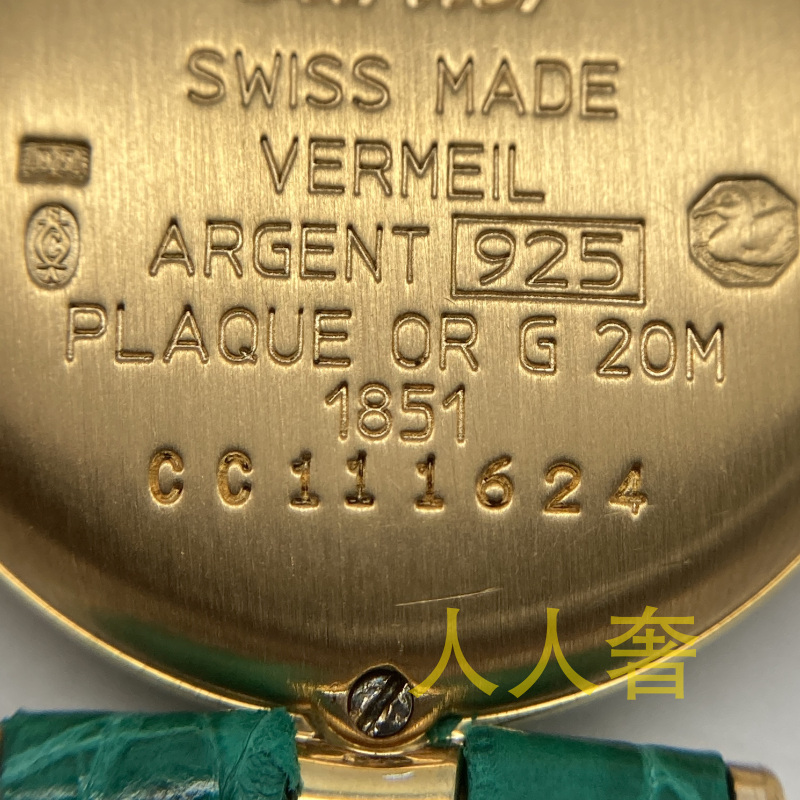 SWISS MADE
VERMEIL
ARGENT 925
PLAQUE OR G 20M
1851
CC111624
人人奢